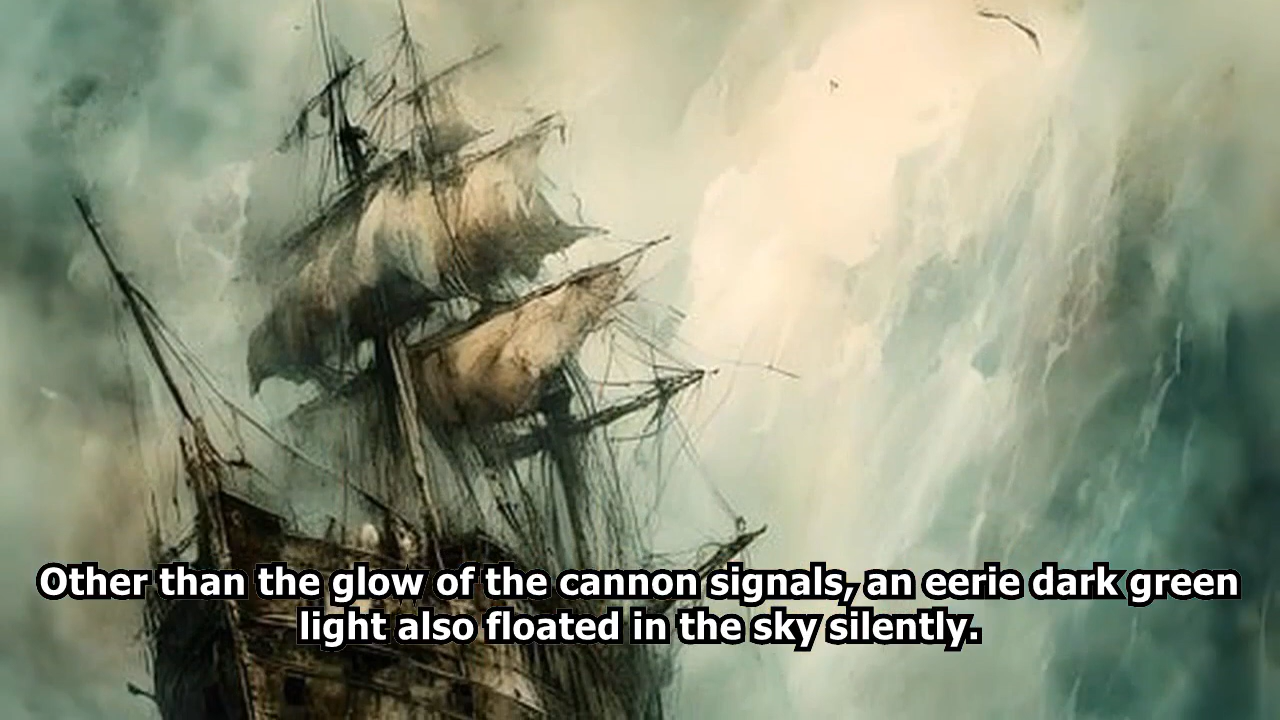 Other than the glow of the cannon signals, an eerie dark green
light also floated in the sky silently.